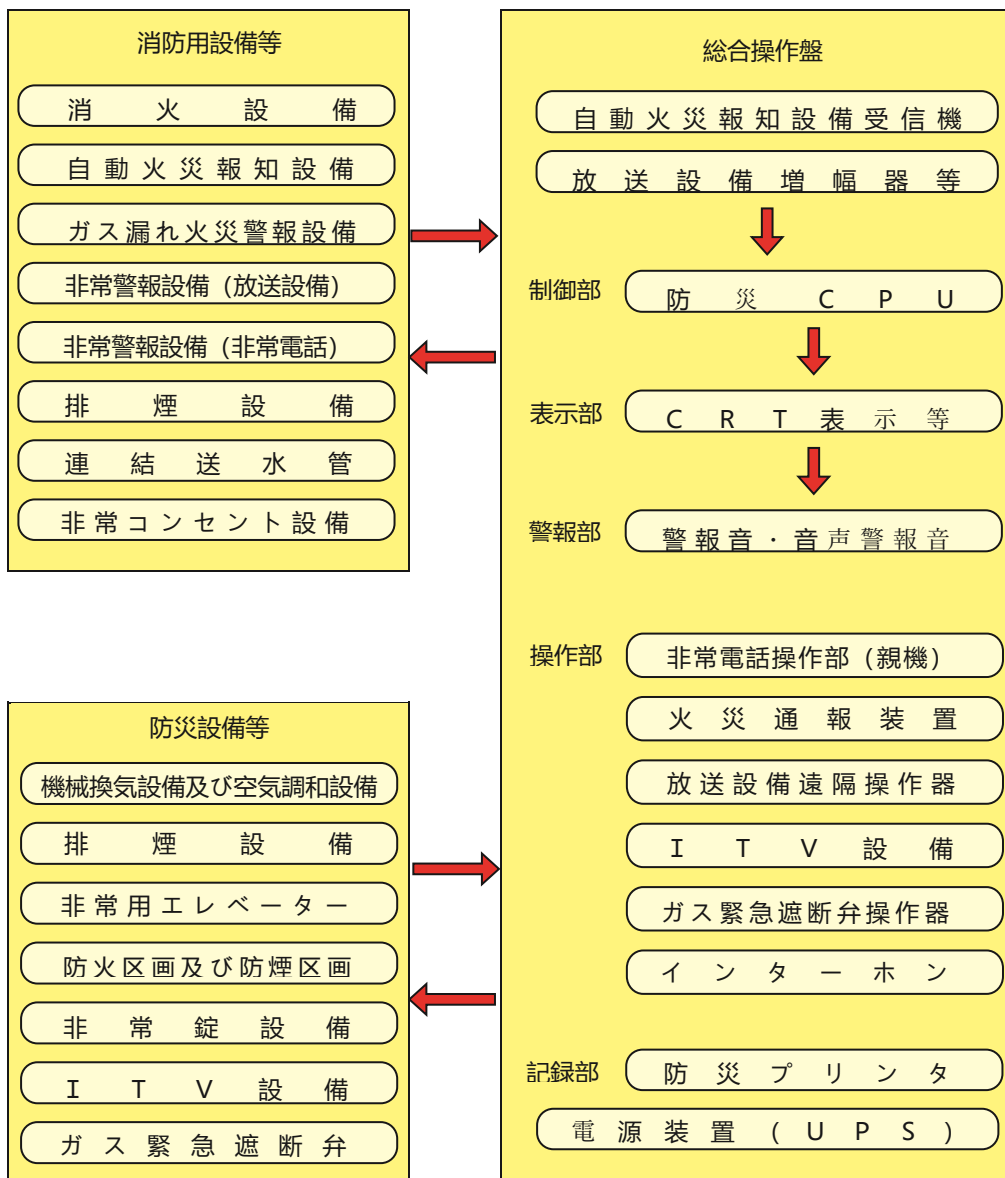 消防用設備等
消火設備
自動火災報知設備
ガス漏れ火災警報設備
非常警報設備(放送設備)
非常警報設備(非常電話)
排煙設備
連結送水管
非常コンセント設備
防災設備等
機械換気設備及び空気調和設備
排煙設備
非常用エレベーター
防火区画及び防煙区画
非常錠設備
ITV設備
ガス緊急遮断弁
総合操作盤
自動火災報知設備受信機
放送設備増幅器等
制御部 防災CPU
表示部 CRT表示等
警報部 警報音・音声警報音
操作部 非常電話操作部(親機)
火災通報装置
放送設備遠隔操作器
ITV設備
ガス緊急遮断弁操作器
インターホン
記録部 防災プリンタ
電源装置(UPS)